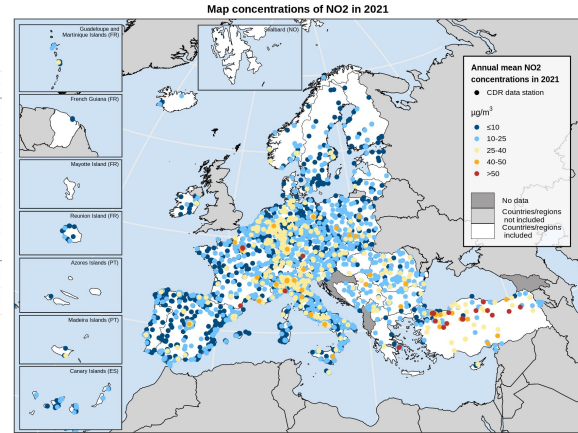 Map concentrations of NO2 in 2021
Guadeloupe and
Martinique Islands (FR)
Svalbard (NO)
French Guiana (FR)
Mayotte Island (FR)
Reunion Island (FR)
Azores Islands (PT)
Madeira Islands (PT)
Canary Islands (ES)
Annual mean NO2
concentrations in 2021
CDR data station
µg/m³
≤10
10-25
25-40
40-50
>50
No data
Countries/regions
not included
Countries/regions
included